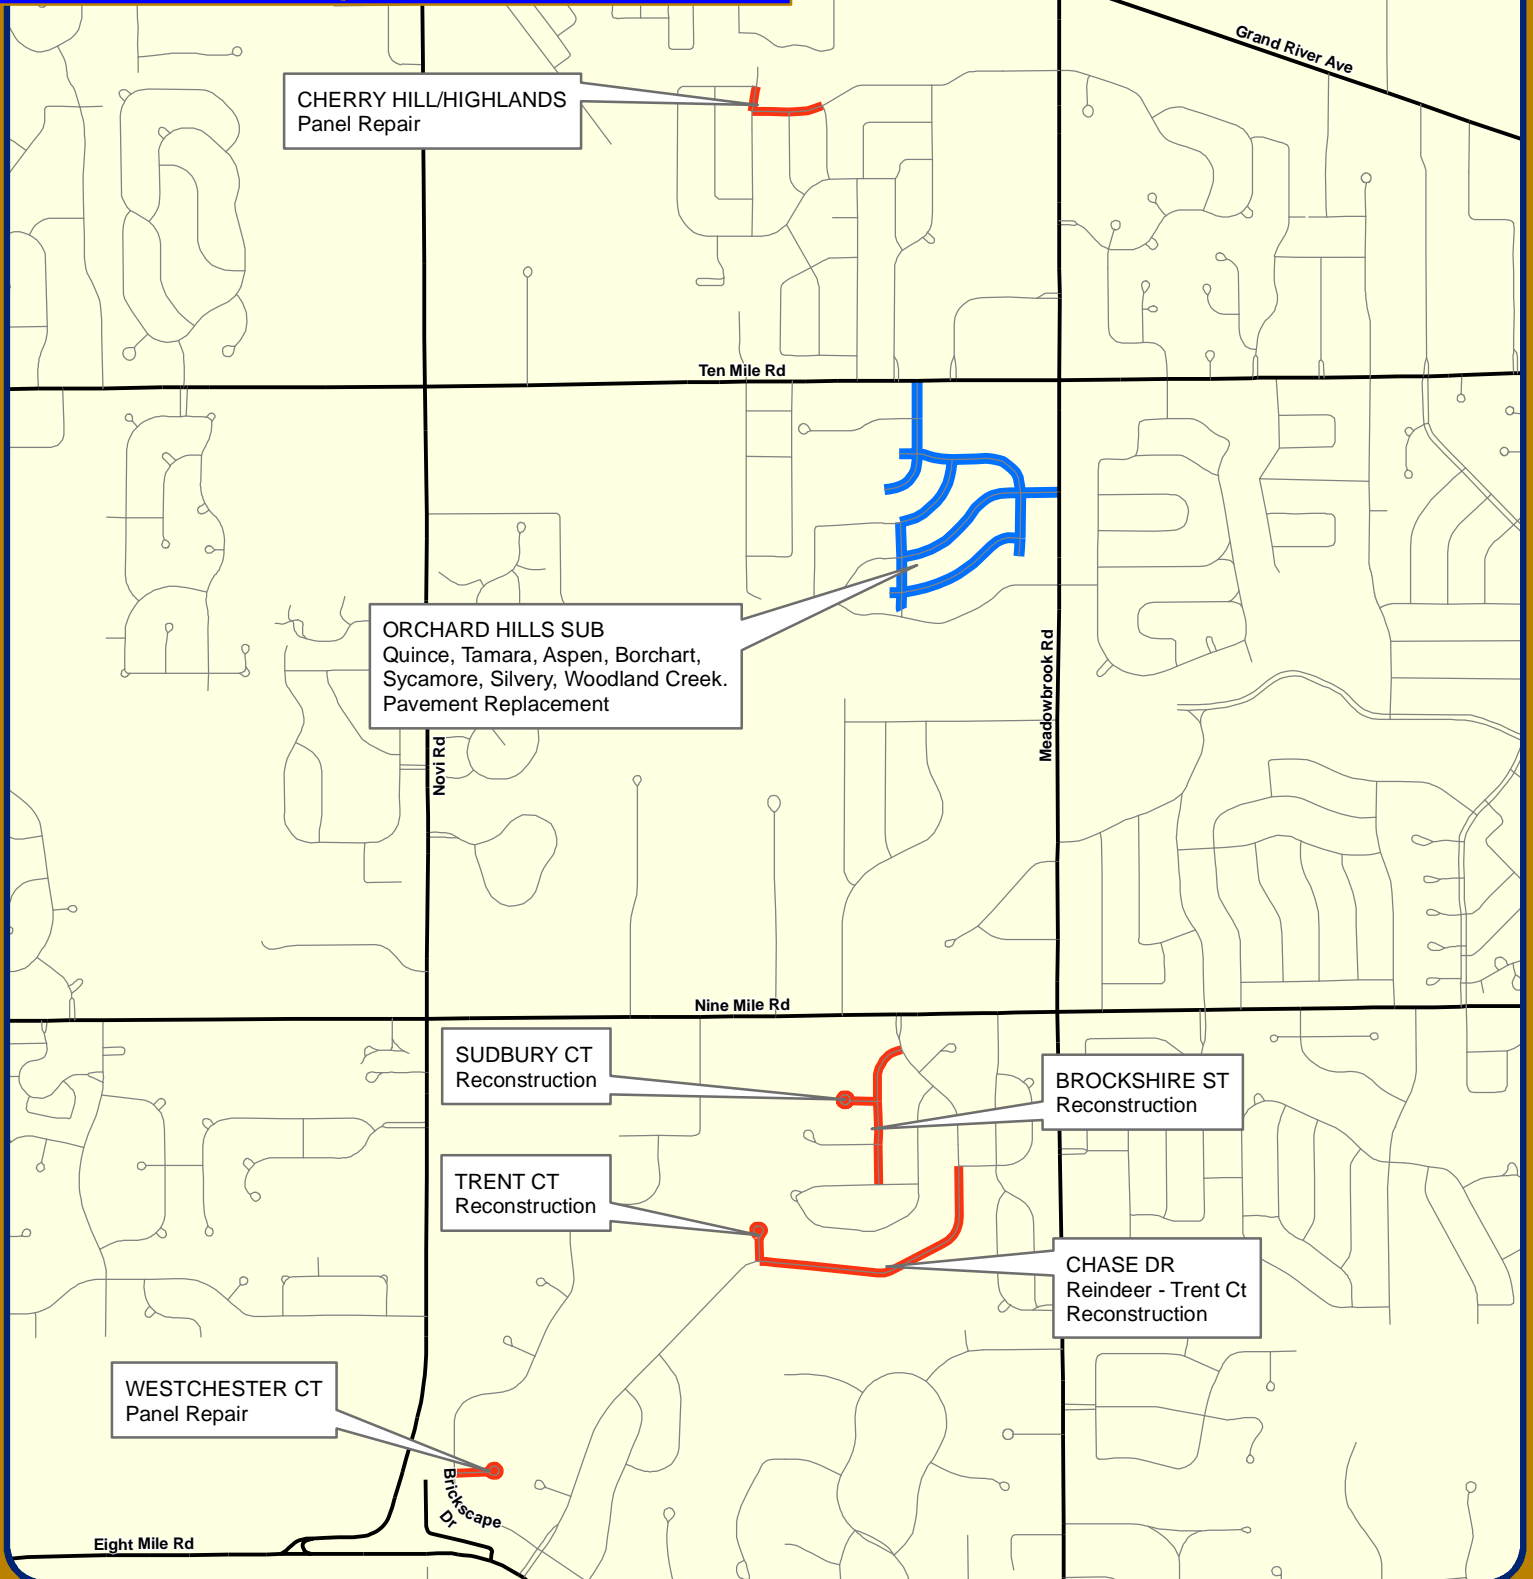 Grand River Ave
CHERRY HILL/HIGHLANDS
Panel Repair
Ten Mile Rd
ORCHARD HILLS SUB
Quince, Tamara, Aspen, Borchart,
Sycamore, Silvery, Woodland Creek.
Pavement Replacement
Meadowbrook Rd
Novi Rd
Nine Mile Rd
SUDBURY CT
Reconstruction
BROCKSHIRE ST
Reconstruction
TRENT CT
Reconstruction
CHASE DR
Reindeer - Trent Ct
Reconstruction
WESTCHESTER CT
Panel Repair
Brickscape
Dr
Eight Mile Rd